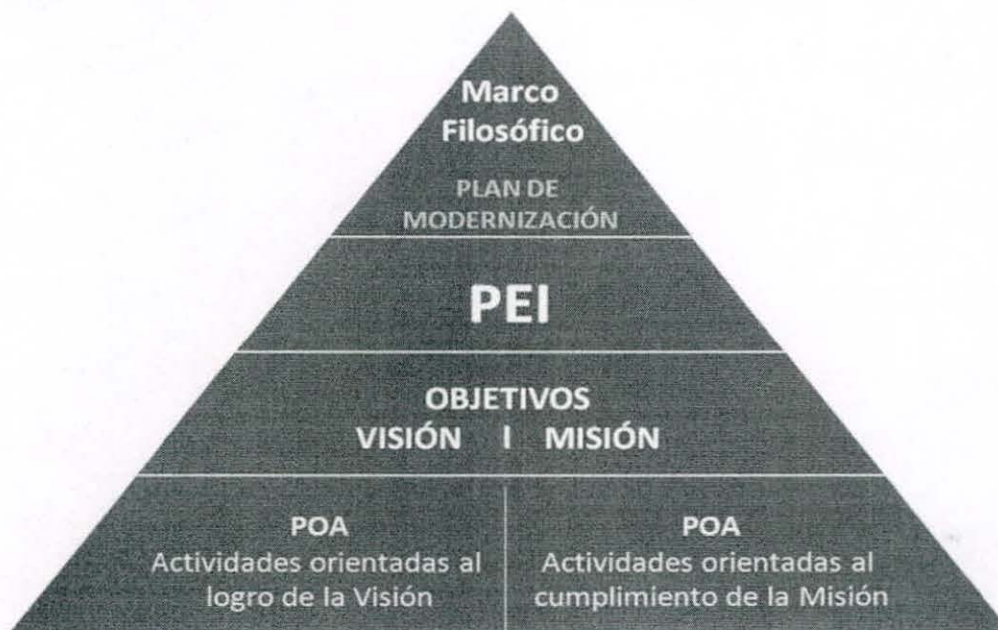 Marco
Filosófico
PLAN DE
MODERNIZACIÓN
PEI
OBJETIVOS
VISIÓN I MISIÓN
POA
Actividades orientadas al
logro de la Visión
POA
Actividades orientadas al
cumplimiento de la Misión